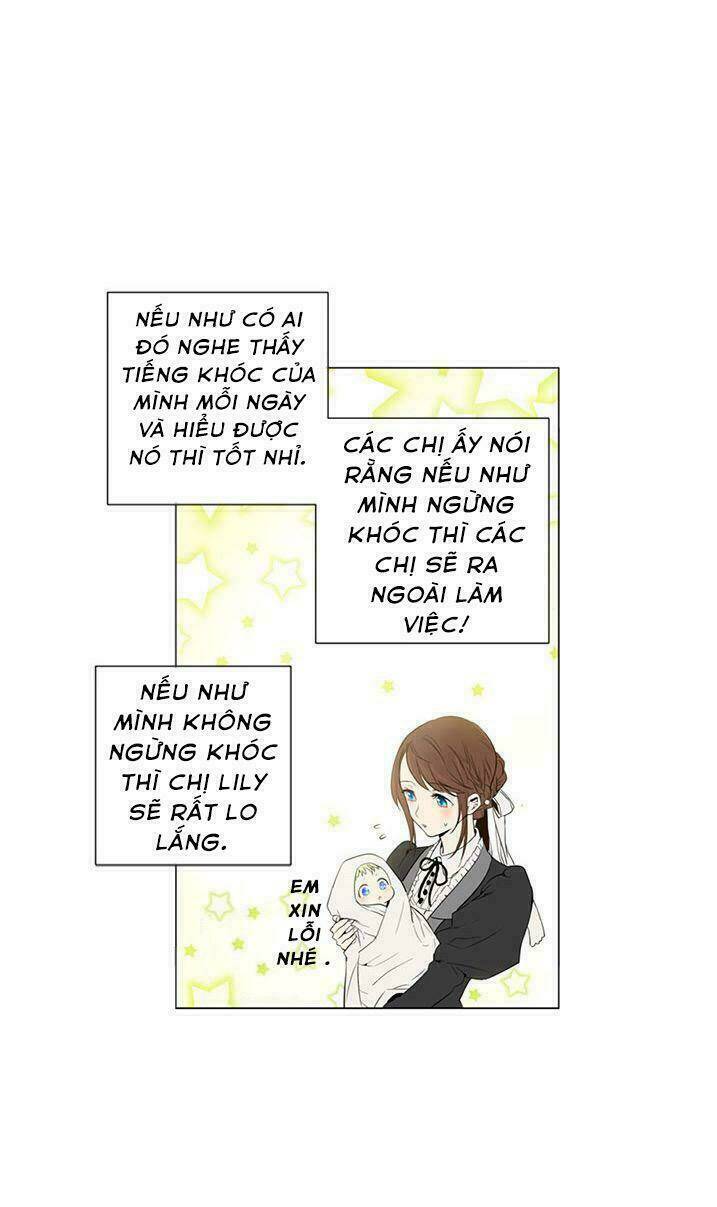 NẾU NHƯ CÓ AI
ĐÓ NGHE THẤY
TIẾNG KHÓC CỦA
MÌNH MỖI NGÀY
VÀ HIỂU ĐƯỢC
NÓ THÌ TỐT NHỈ.
CÁC CHỊ ẤY NÓI
RẰNG NẾU NHƯ
MÌNH NGỪNG
KHÓC THÌ CÁC
CHỊ SẼ RA
NGOÀI LÀM
VIỆC!
NẾU NHƯ
MÌNH KHÔNG
NGỪNG KHÓC
THÌ CHỊ LILY
SẼ RẤT LO
LẮNG.
EM
XIN
LỖI
NHÉ .